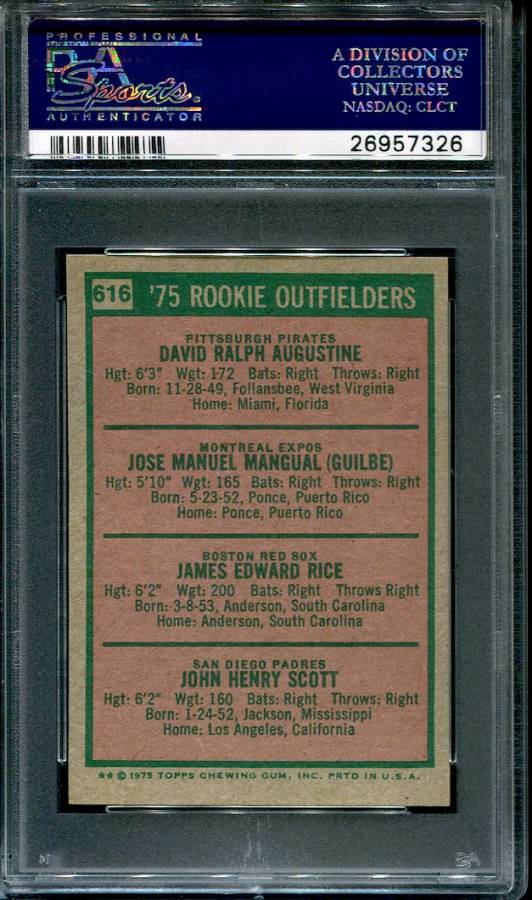 PROFESSIONAL
PSA
Sports.
AUTHENTICATOR
A DIVISION OF
COLLECTORS
UNIVERSE
NASDAQ: CLCT
26957326
616 '75 ROOKIE OUTFIELDERS
PITTSBURGH PIRATES
DAVID RALPH AUGUSTINE
Hgt: 6'3" Wgt: 172 Bats: Right Throws: Right
Born: 11-28-49, Follansbee, West Virginia
Home: Miami, Florida
MONTREAL EXPOS
JOSE MANUEL MANGUAL (GUILBE)
Hgt: 5'10" Wgt: 165 Bats: Right Throws: Right
Born: 5-23-52, Ponce, Puerto Rico
Home: Ponce, Puerto Rico
BOSTON RED SOX
JAMES EDWARD RICE
Hgt: 6'2" Wgt: 200 Bats: Right Throws Right
Born: 3-8-53, Anderson, South Carolina
Home: Anderson, South Carolina
SAN DIEGO PADRES
JOHN HENRY SCOTT
Hgt: 6'2" Wgt: 160 Bats: Right Throws: Right
Born: 1-24-52, Jackson, Mississippi
Home: Los Angeles, California
** © 1975 TOPPS CHEWING GUM, INC. PRTD IN U.S.A.